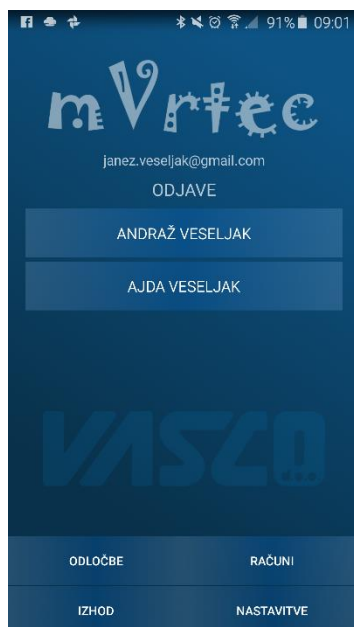 91% 09:01
mVrtec
janez.veseljak@gmail.com
ODJAVE
ANDRAŽ VESELJAK
AJDA VESELJAK
VASCO
d.o.o.
ODLOČBE RAČUNI
IZHOD NASTAVITVE